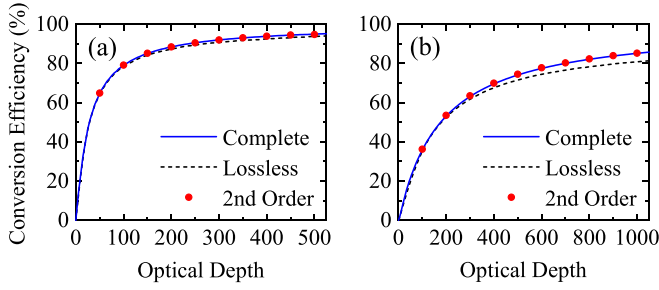 Conversion Efficiency (%)
100
80
60
40
20
0
(a)
Complete
Lossless
2nd Order
0 100 200 300 400 500
Optical Depth
100
80
60
40
20
0
(b)
Complete
Lossless
2nd Order
0 200 400 600 800 1000
Optical Depth